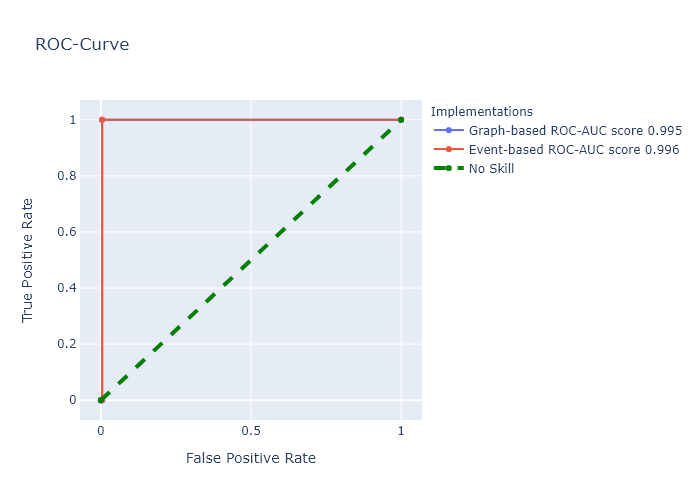 ROC-Curve
Implementations
Graph-based ROC-AUC score 0.995
Event-based ROC-AUC score 0.996
No Skill
True Positive Rate
1
0.8
0.6
0.4
0.2
0
0
0.5
1
False Positive Rate